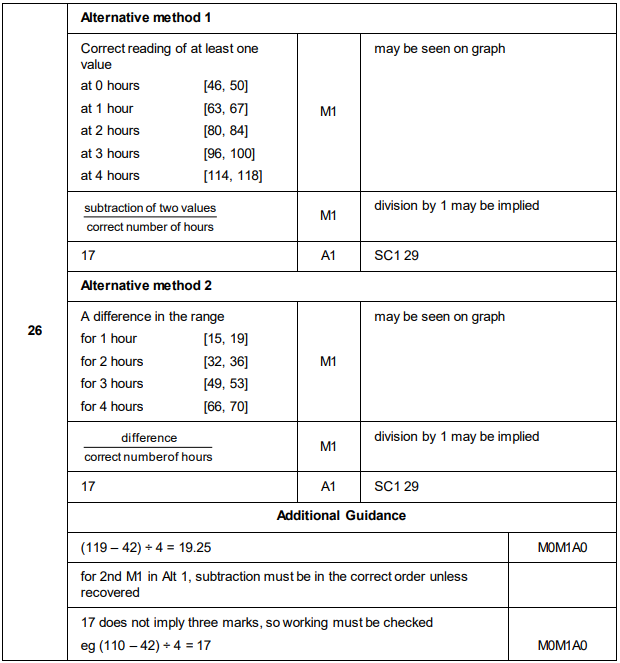 Alternative method 1
Correct reading of at least one
value
at 0 hours [46, 50]
at 1 hour [63, 67]
at 2 hours [80, 84]
at 3 hours [96, 100]
at 4 hours [114, 118]
M1
may be seen on graph
subtraction of two values
correct number of hours
M1
division by 1 may be implied
17 A1 SC1 29
Alternative method 2
26
A difference in the range
for 1 hour [15, 19]
for 2 hours [32, 36]
for 3 hours [49, 53]
for 4 hours [66, 70]
M1
may be seen on graph
difference
correct number of hours
M1
division by 1 may be implied
17 A1 SC1 29
Additional Guidance
(119 – 42) ÷ 4 = 19.25 M0M1A0
for 2nd M1 in Alt 1, subtraction must be in the correct order unless
recovered
17 does not imply three marks, so working must be checked
eg (110 – 42) ÷ 4 = 17 M0M1A0